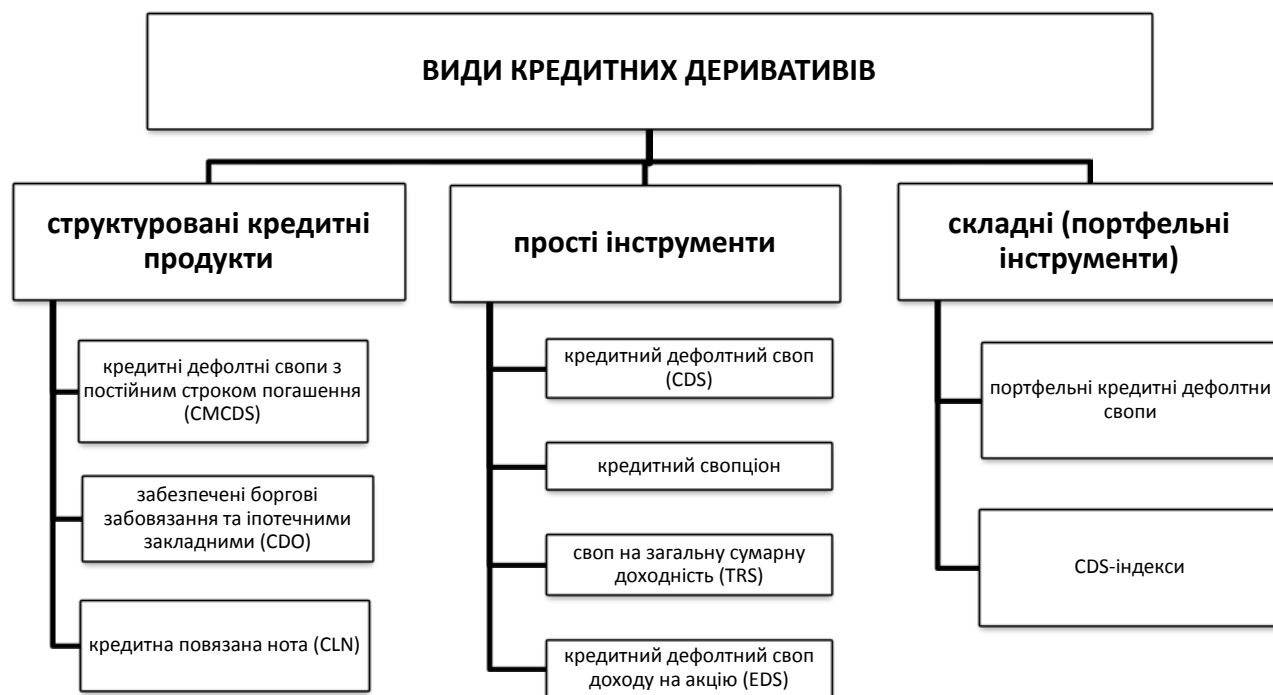 ВИДИ КРЕДИТНИХ ДЕРИВАТИВІВ
структуровані кредитні
продукти
кредитні дефолтні свопи з
постійним строком погашення
(CMCDS)
забезпечені боргові
забовязання та іпотечними
закладними (CDO)
кредитна повязана нота (CLN)
прості інструменти
кредитний дефолтний своп
(CDS)
кредитний свопціон
своп на загальну сумарну
доходність (TRS)
кредитний дефолтний своп
доходу на акцію (EDS)
складні (портфельні
інструменти)
портфельні кредитні дефолтни
свопи
CDS-індекси